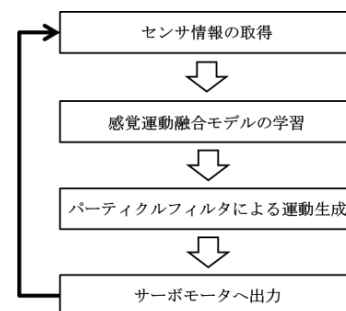 センサ情報の取得
感覚運動融合モデルの学習
パーティクルフィルタによる運動生成
サーボモータへ出力